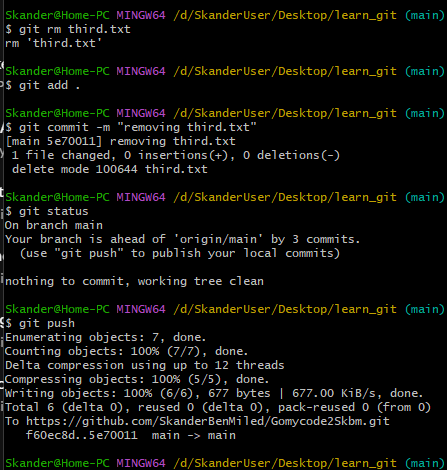 Skander@Home-PC MINGW64 /d/SkanderUser/Desktop/learn_git (main)
$ git rm third.txt
rm 'third.txt'
Skander@Home-PC MINGW64 /d/SkanderUser/Desktop/learn_git (main)
$ git add .
Skander@Home-PC MINGW64 /d/SkanderUser/Desktop/learn_git (main)
$ git commit -m "removing third.txt"
[main 5e70011] removing third.txt
 1 file changed, 0 insertions(+), 0 deletions(-)
 delete mode 100644 third.txt
Skander@Home-PC MINGW64 /d/SkanderUser/Desktop/learn_git (main)
$ git status
On branch main
Your branch is ahead of 'origin/main' by 3 commits.
  (use "git push" to publish your local commits)
nothing to commit, working tree clean
Skander@Home-PC MINGW64 /d/SkanderUser/Desktop/learn_git (main)
$ git push
Enumerating objects: 7, done.
Counting objects: 100% (7/7), done.
Delta compression using up to 12 threads
Compressing objects: 100% (5/5), done.
Writing objects: 100% (6/6), 677 bytes | 677.00 KiB/s, done.
Total 6 (delta 0), reused 0 (delta 0), pack-reused 0 (from 0)
To https://github.com/SkanderBenMiled/Gomycode2Skbm.git
   f60ec8d..5e70011  main -> main